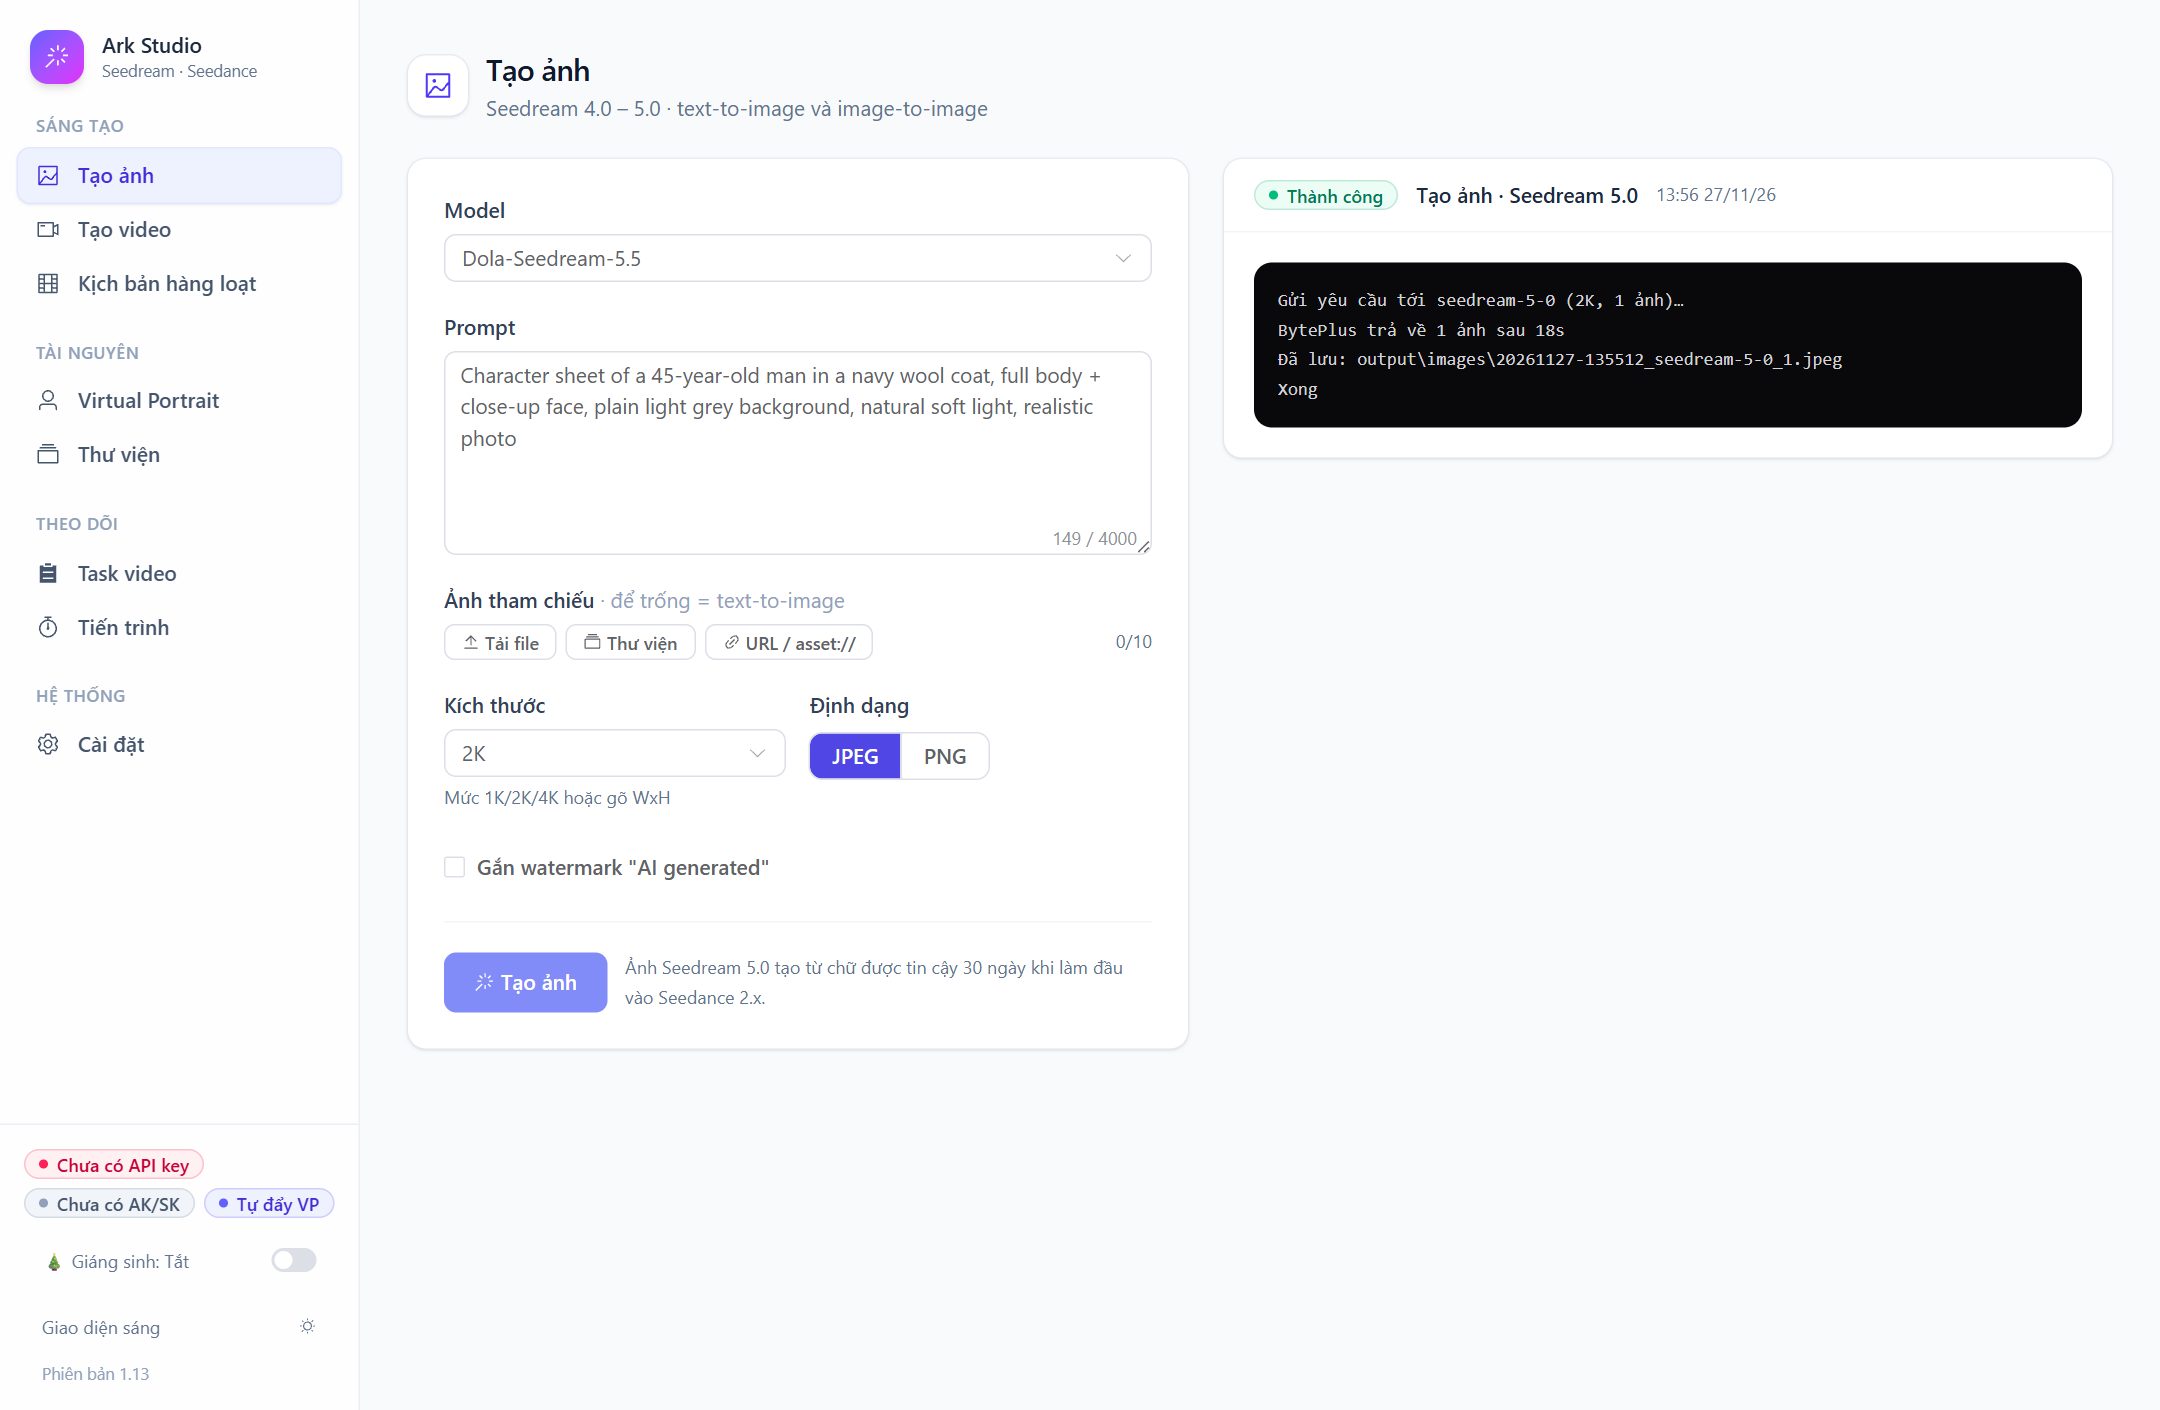 Ark Studio
Seedream · Seedance
SÁNG TẠO
Tạo ảnh
Tạo video
Kịch bản hàng loạt
TÀI NGUYÊN
Virtual Portrait
Thư viện
THEO DÕI
Task video
Tiến trình
HỆ THỐNG
Cài đặt
Chưa có API key
Chưa có AK/SK
Tự đẩy VP
Giáng sinh: Tắt
Giao diện sáng
Phiên bản 1.13
Tạo ảnh
Seedream 4.0 – 5.0 · text-to-image và image-to-image
Model
Dola-Seedream-5.5
Prompt
Character sheet of a 45-year-old man in a navy wool coat, full body +
close-up face, plain light grey background, natural soft light, realistic
photo
149 / 4000
Ảnh tham chiếu · để trống = text-to-image
Tải file
Thư viện
URL / asset://
0/10
Kích thước
Định dạng
2K
JPEG
PNG
Mức 1K/2K/4K hoặc gõ WxH
Gắn watermark "AI generated"
Tạo ảnh
Ảnh Seedream 5.0 tạo từ chữ được tin cậy 30 ngày khi làm đầu
vào Seedance 2.x.
Thành công
Tạo ảnh · Seedream 5.0
13:56 27/11/26
Gửi yêu cầu tới seedream-5-0 (2K, 1 ảnh)…
BytePlus trả về 1 ảnh sau 18s
Đã lưu: output\images\20261127-135512_seedream-5-0_1.jpeg
Xong